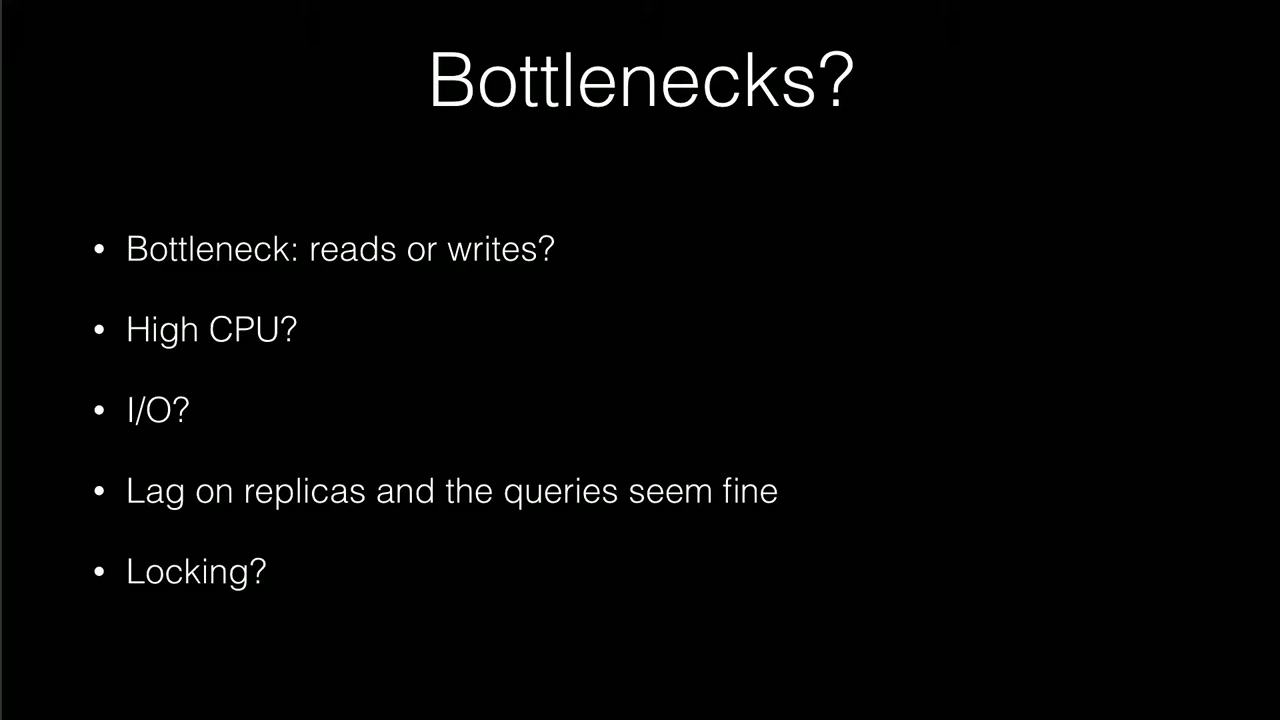 Bottlenecks?
• Bottleneck: reads or writes?
• High CPU?
• I/O?
• Lag on replicas and the queries seem fine
• Locking?